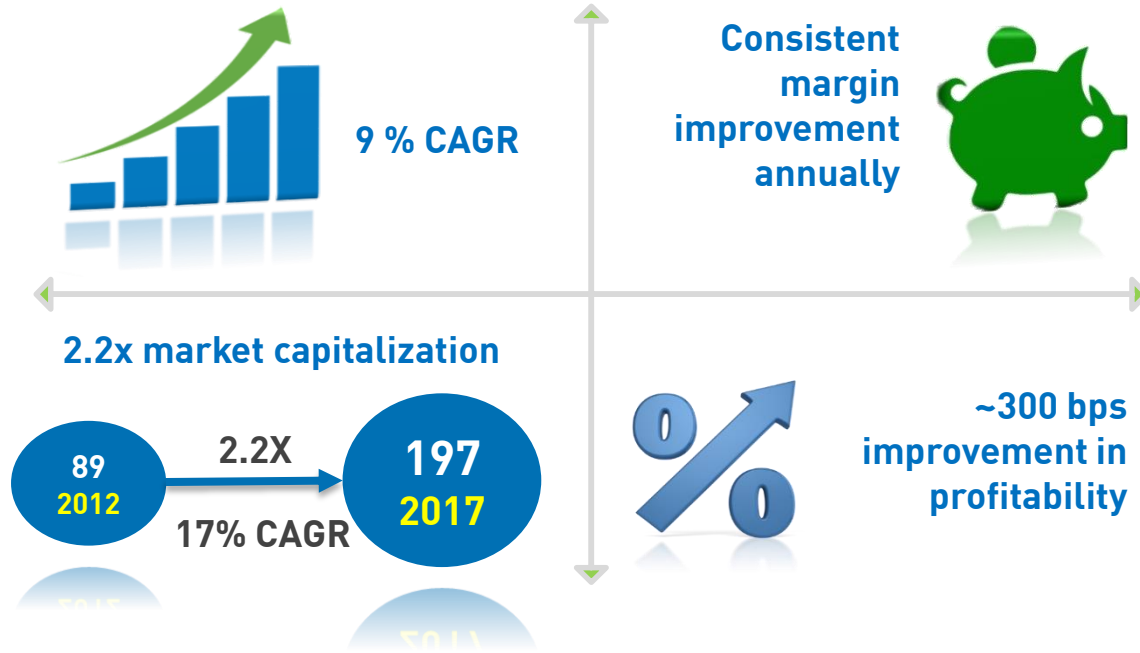 9 % CAGR
Consistent
margin
improvement
annually
2.2x market capitalization
89
2012
2.2X
17% CAGR
197
2017
~300 bps
improvement in
profitability